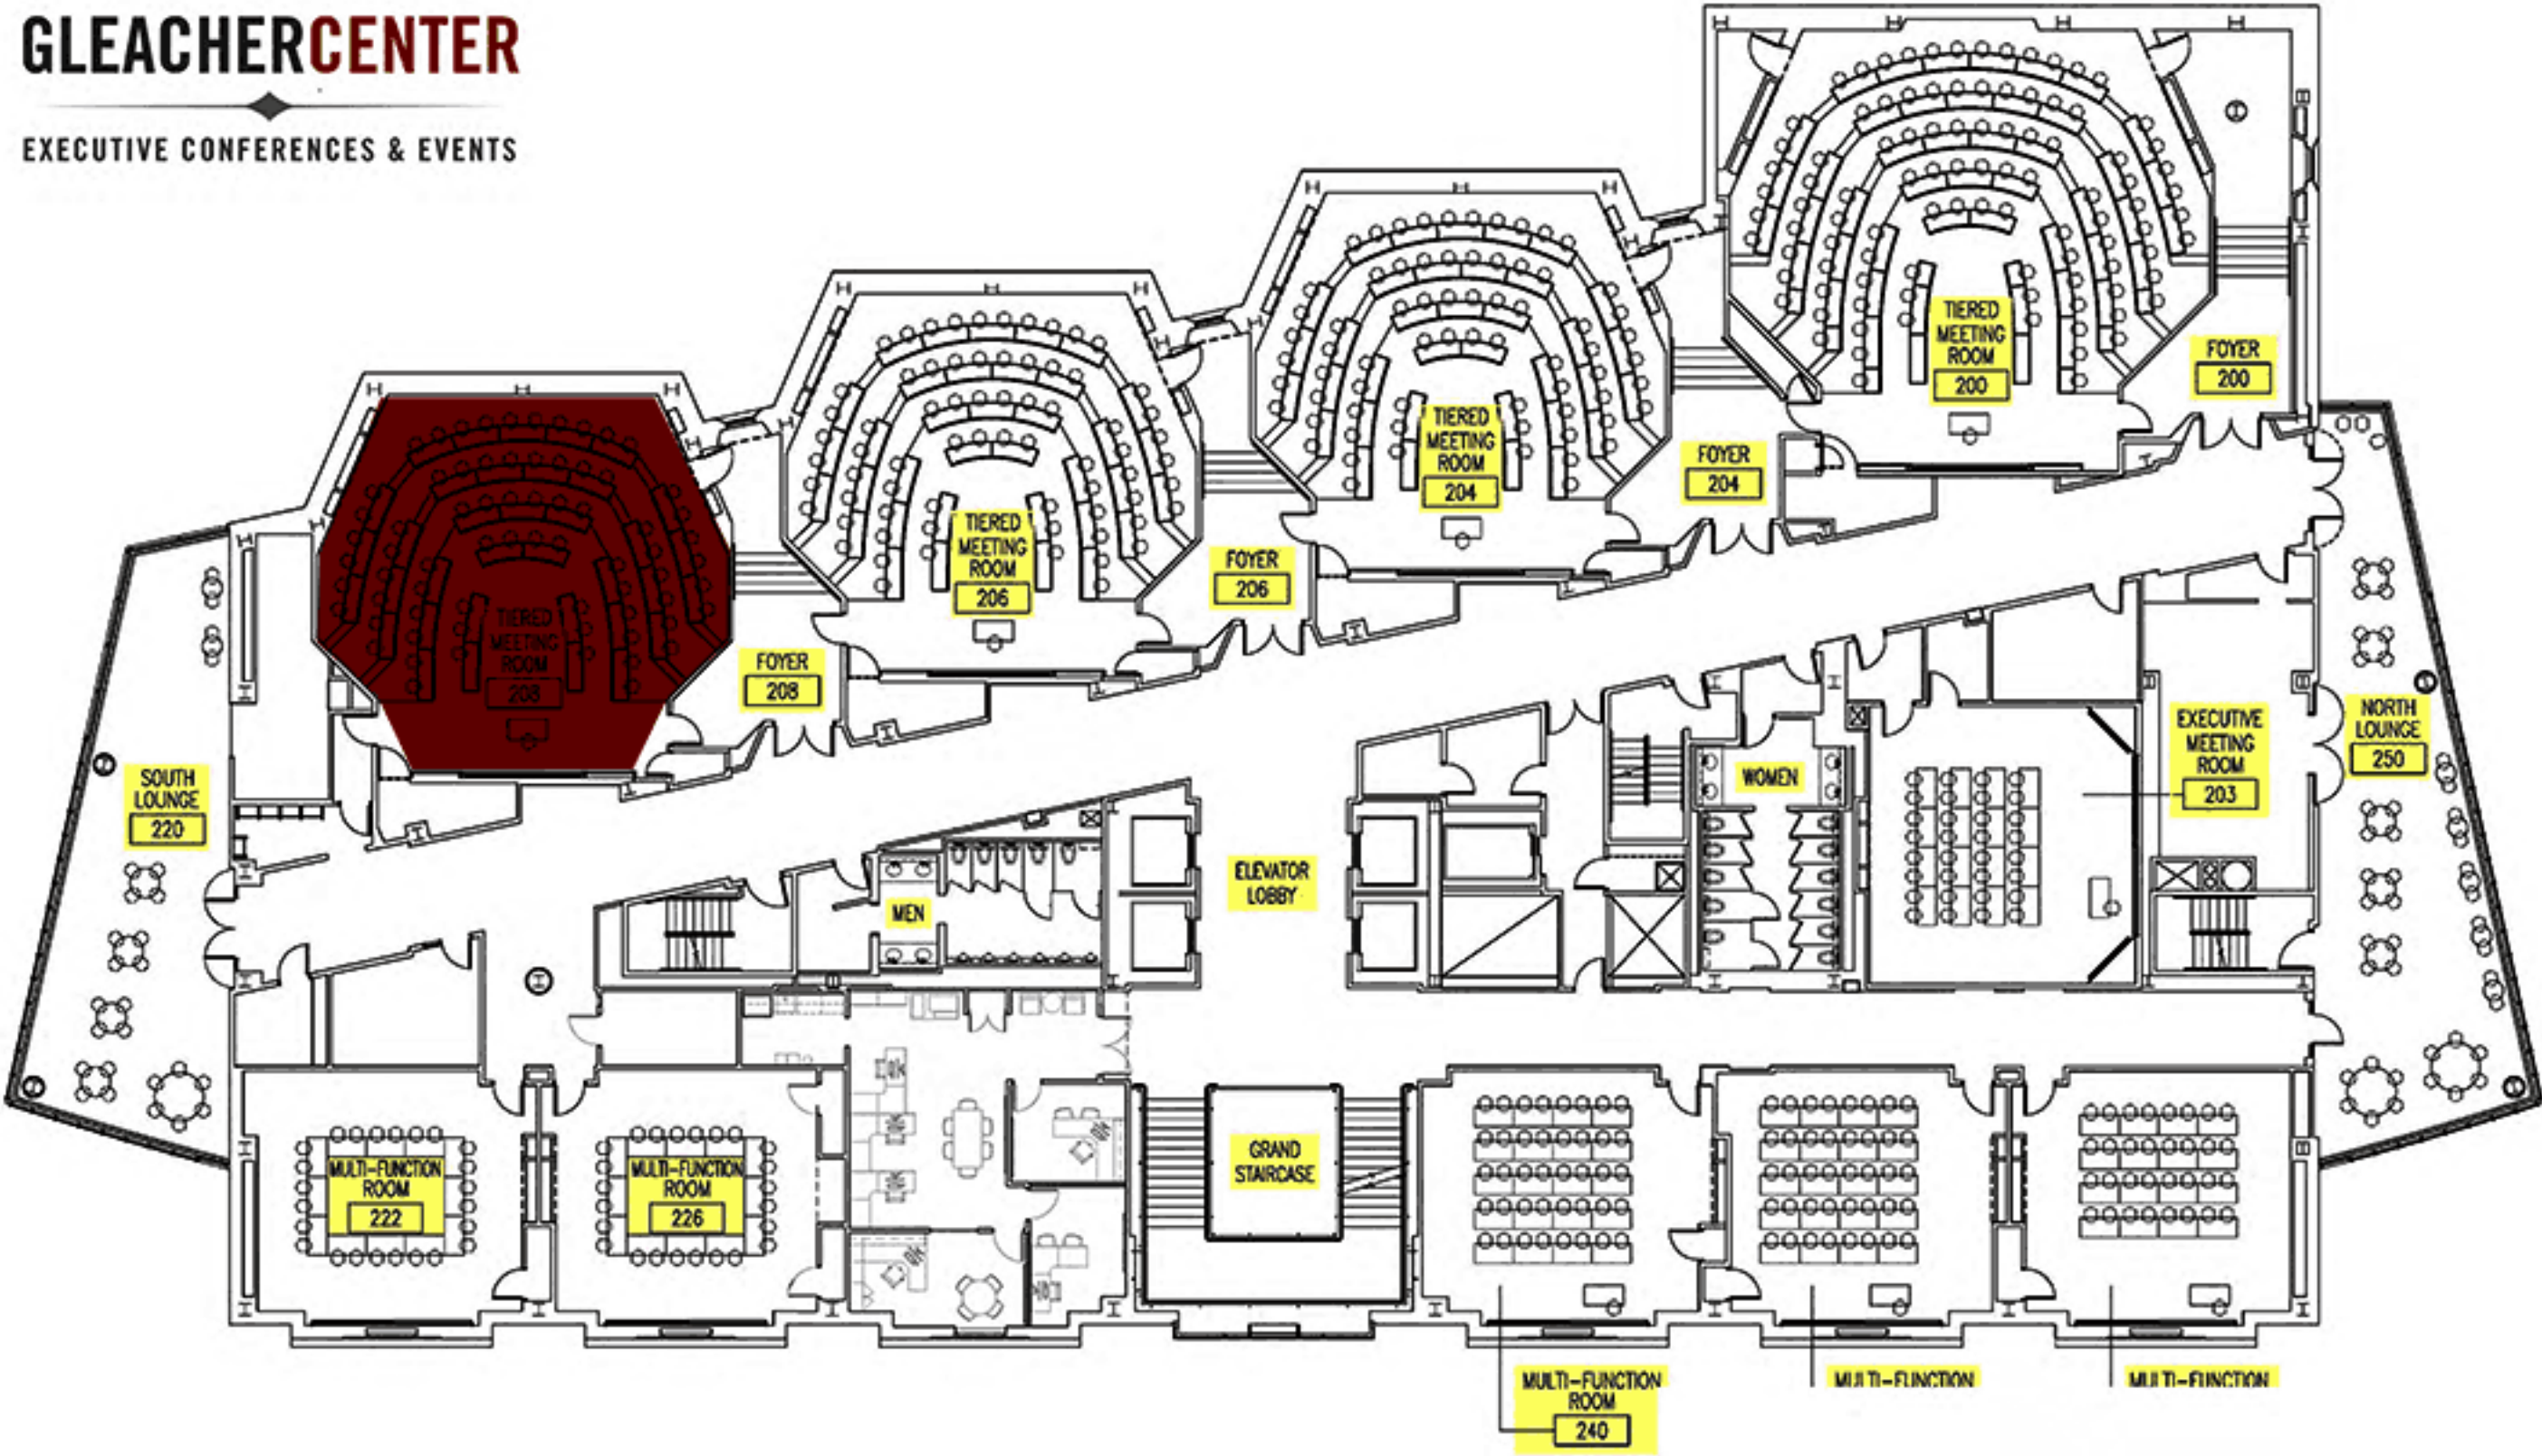 GLEACHERCENTER
EXECUTIVE CONFERENCES & EVENTS
TIERED
MEETING
ROOM
200
FOYER
200
TIERED
MEETING
ROOM
204
FOYER
204
TIERED
MEETING
ROOM
206
FOYER
206
TIERED
MEETING
ROOM
208
FOYER
208
SOUTH
LOUNGE
220
MEN
ELEVATOR
LOBBY
WOMEN
EXECUTIVE
MEETING
ROOM
203
NORTH
LOUNGE
250
MULTI-FUNCTION
ROOM
222
MULTI-FUNCTION
ROOM
226
GRAND
STAIRCASE
MULTI-FUNCTION
ROOM
240
MULTI-FUNCTION
MULTI-FUNCTION